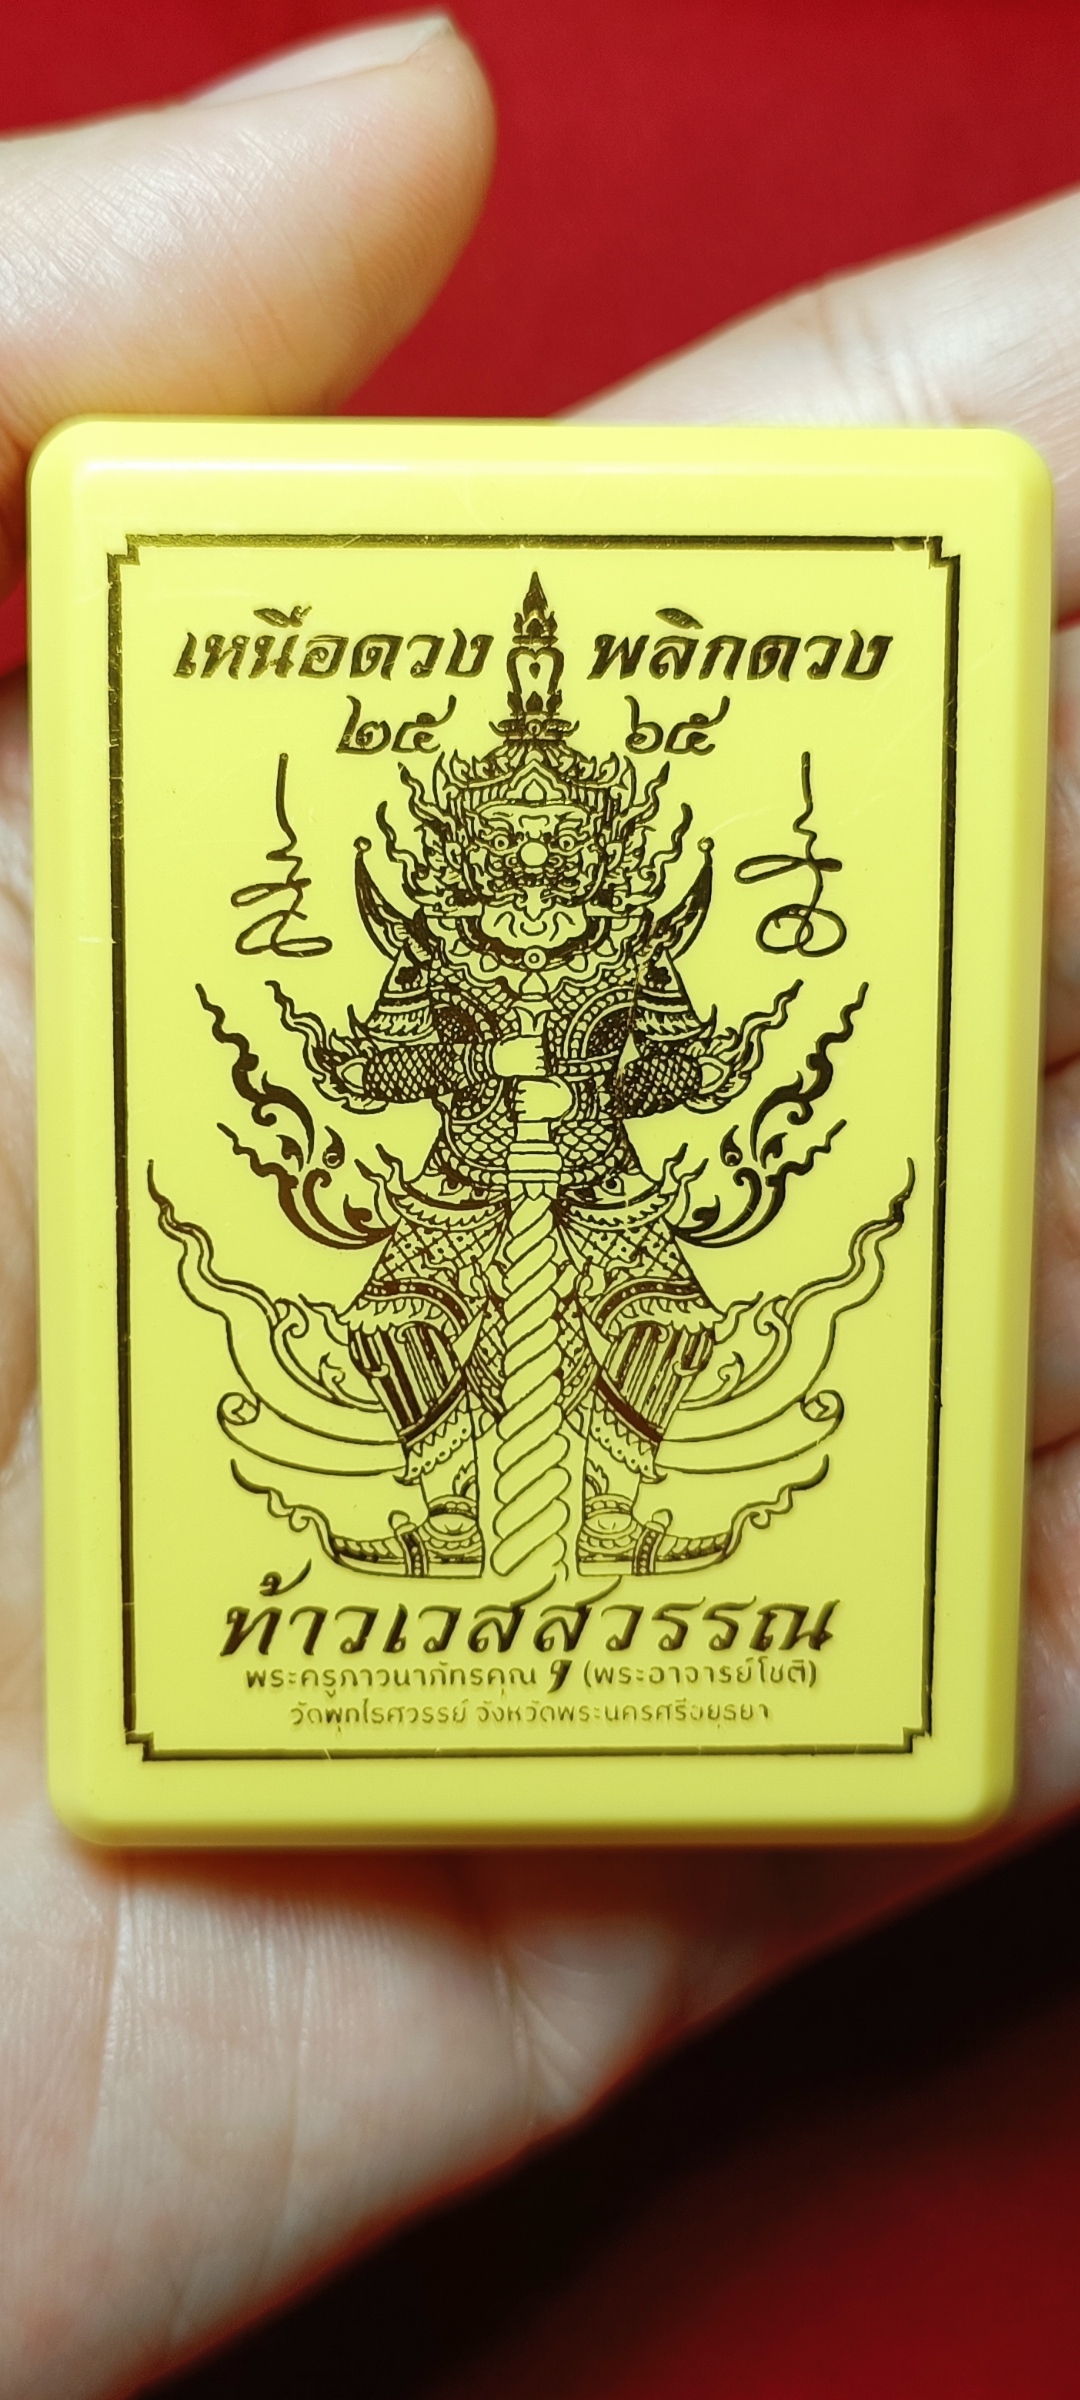 เหนือดวง พลิกดวง
๒๕ ๖๕
ท้าวเวสสุวรรณ
พระครูภาวนาภัทรคุณ (พระอาจารย์โชติ)
วัดพุทไธศวรรย์ จังหวัดพระนครศรีอยุธยา